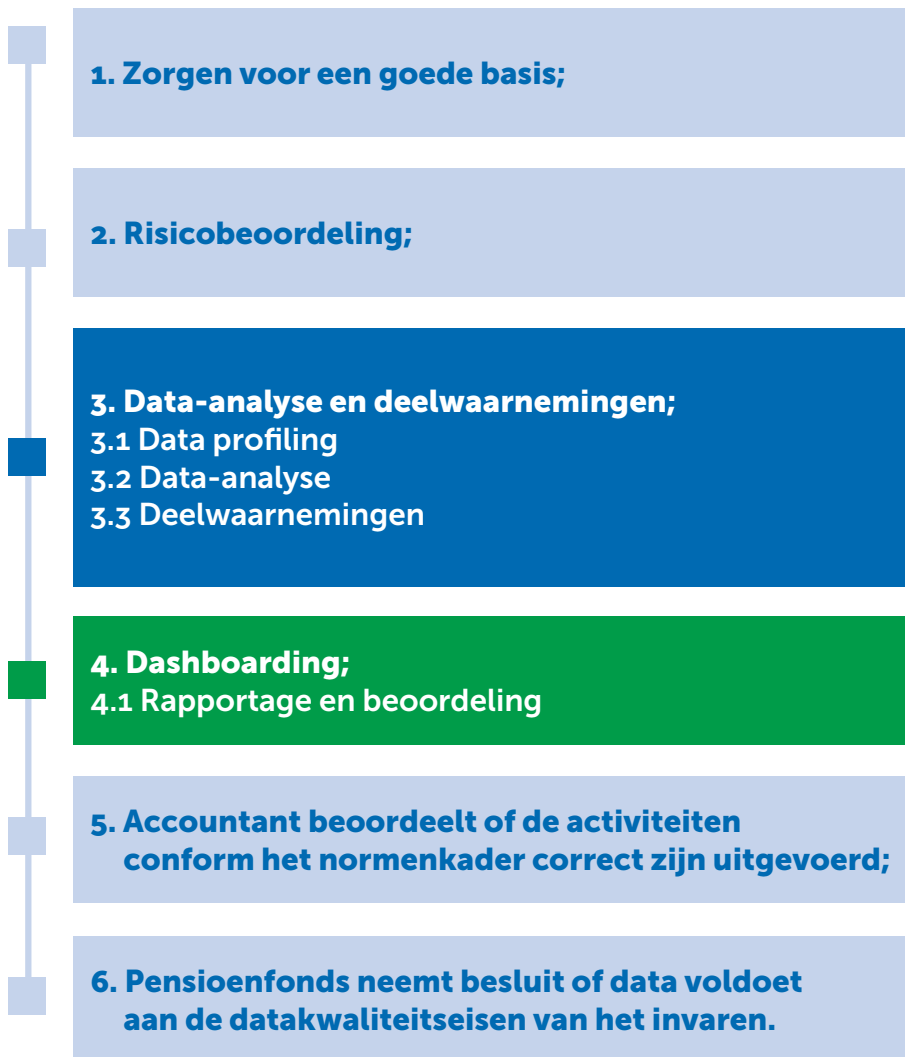 1. Zorgen voor een goede basis;
2. Risicobeoordeling;
3. Data-analyse en deelwaarnemingen;
3.1 Data profiling
3.2 Data-analyse
3.3 Deelwaarnemingen
4. Dashboarding;
4.1 Rapportage en beoordeling
5. Accountant beoordeelt of de activiteiten
conform het normenkader correct zijn uitgevoerd;
6. Pensioenfonds neemt besluit of data voldoet
aan de datakwaliteitseisen van het invaren.